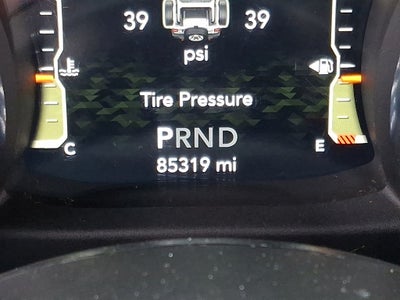 39 39
psi
Tire Pressure
PRND
85319 mi
C E